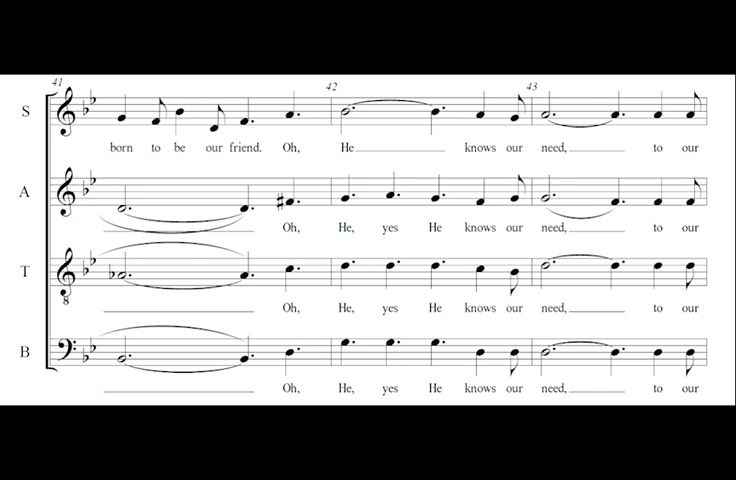 41 42 43
S
born to be our friend. Oh, He knows our need, to our
A
Oh, He, yes He knows our need, to our
T
8
Oh, He, yes He knows our need, to our
B
Oh, He, yes He knows our need, to our